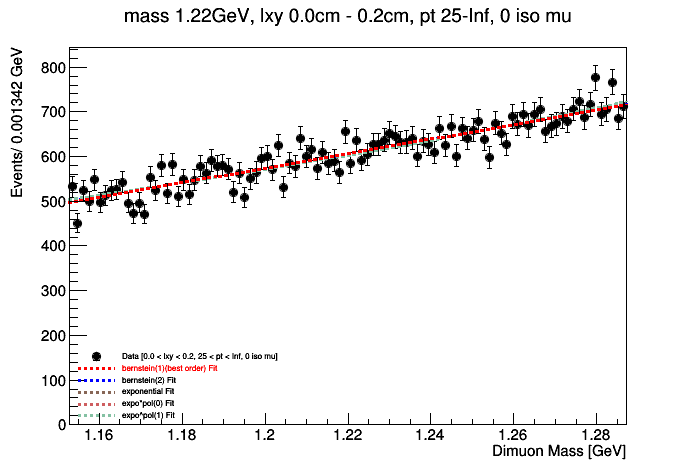 mass 1.22GeV, lxy 0.0cm - 0.2cm, pt 25-Inf, 0 iso mu
Events/ 0.001342 GeV
800
700
600
500
400
300
200
100
0
Data [0.0 < lxy < 0.2, 25 < pt < Inf, 0 iso mu]
bernstein(1)(best order) Fit
bernstein(2) Fit
exponential Fit
expo*pol(0) Fit
expo*pol(1) Fit
1.16 1.18 1.2 1.22 1.24 1.26 1.28
Dimuon Mass [GeV]